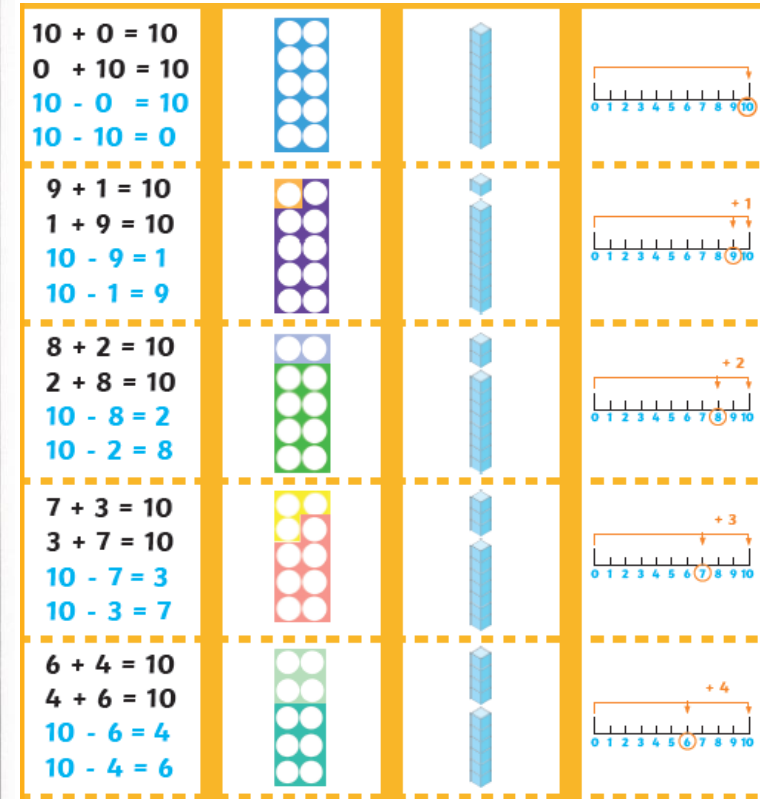 10 + 0 = 10
0 + 10 = 10
10 - 0 = 10
10 - 10 = 0
0 1 2 3 4 5 6 7 8 9 10
9 + 1 = 10
1 + 9 = 10
10 - 9 = 1
10 - 1 = 9
+ 1
0 1 2 3 4 5 6 7 8 9 10
8 + 2 = 10
2 + 8 = 10
10 - 8 = 2
10 - 2 = 8
+ 2
0 1 2 3 4 5 6 7 8 9 10
7 + 3 = 10
3 + 7 = 10
10 - 7 = 3
10 - 3 = 7
+ 3
0 1 2 3 4 5 6 7 8 9 10
6 + 4 = 10
4 + 6 = 10
10 - 6 = 4
10 - 4 = 6
+ 4
0 1 2 3 4 5 6 7 8 9 10